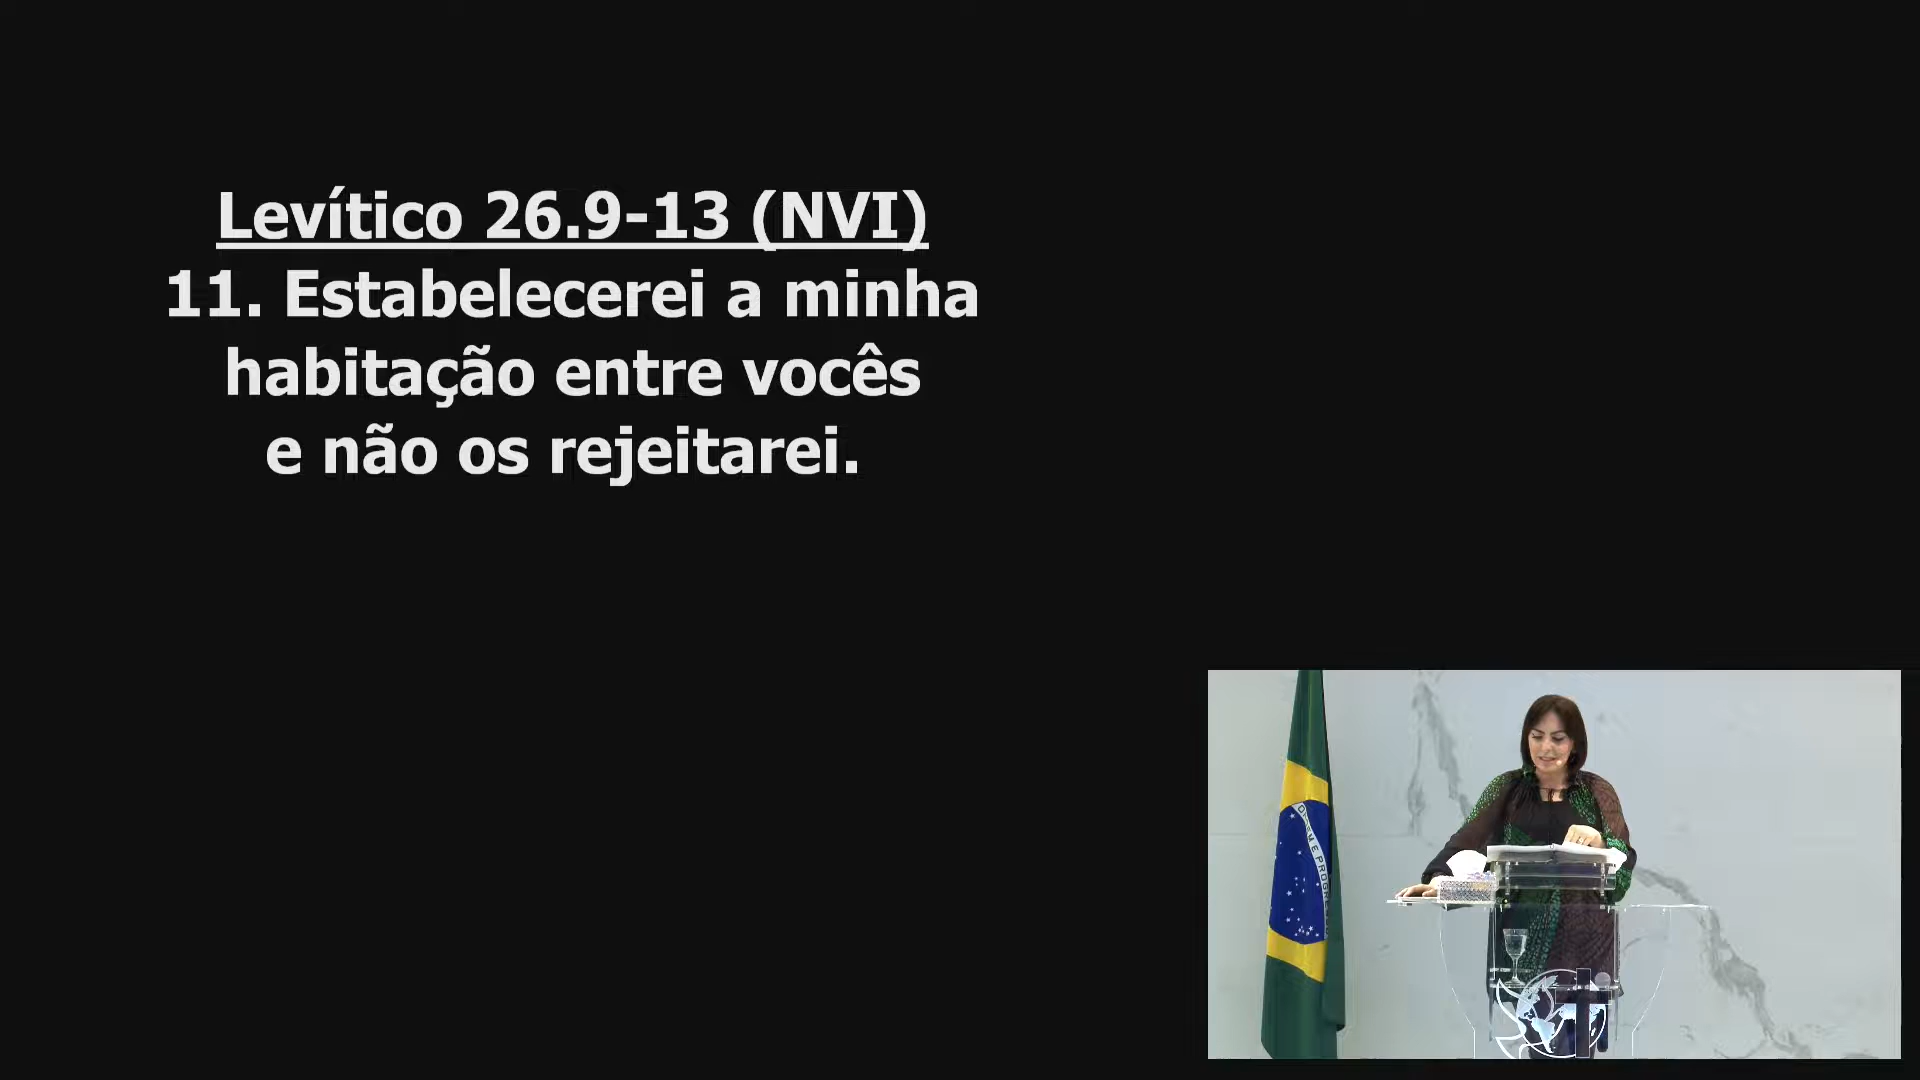 Levítico 26.9-13 (NVI)
11. Estabelecerei a minha
habitação entre vocês
e não os rejeitarei.